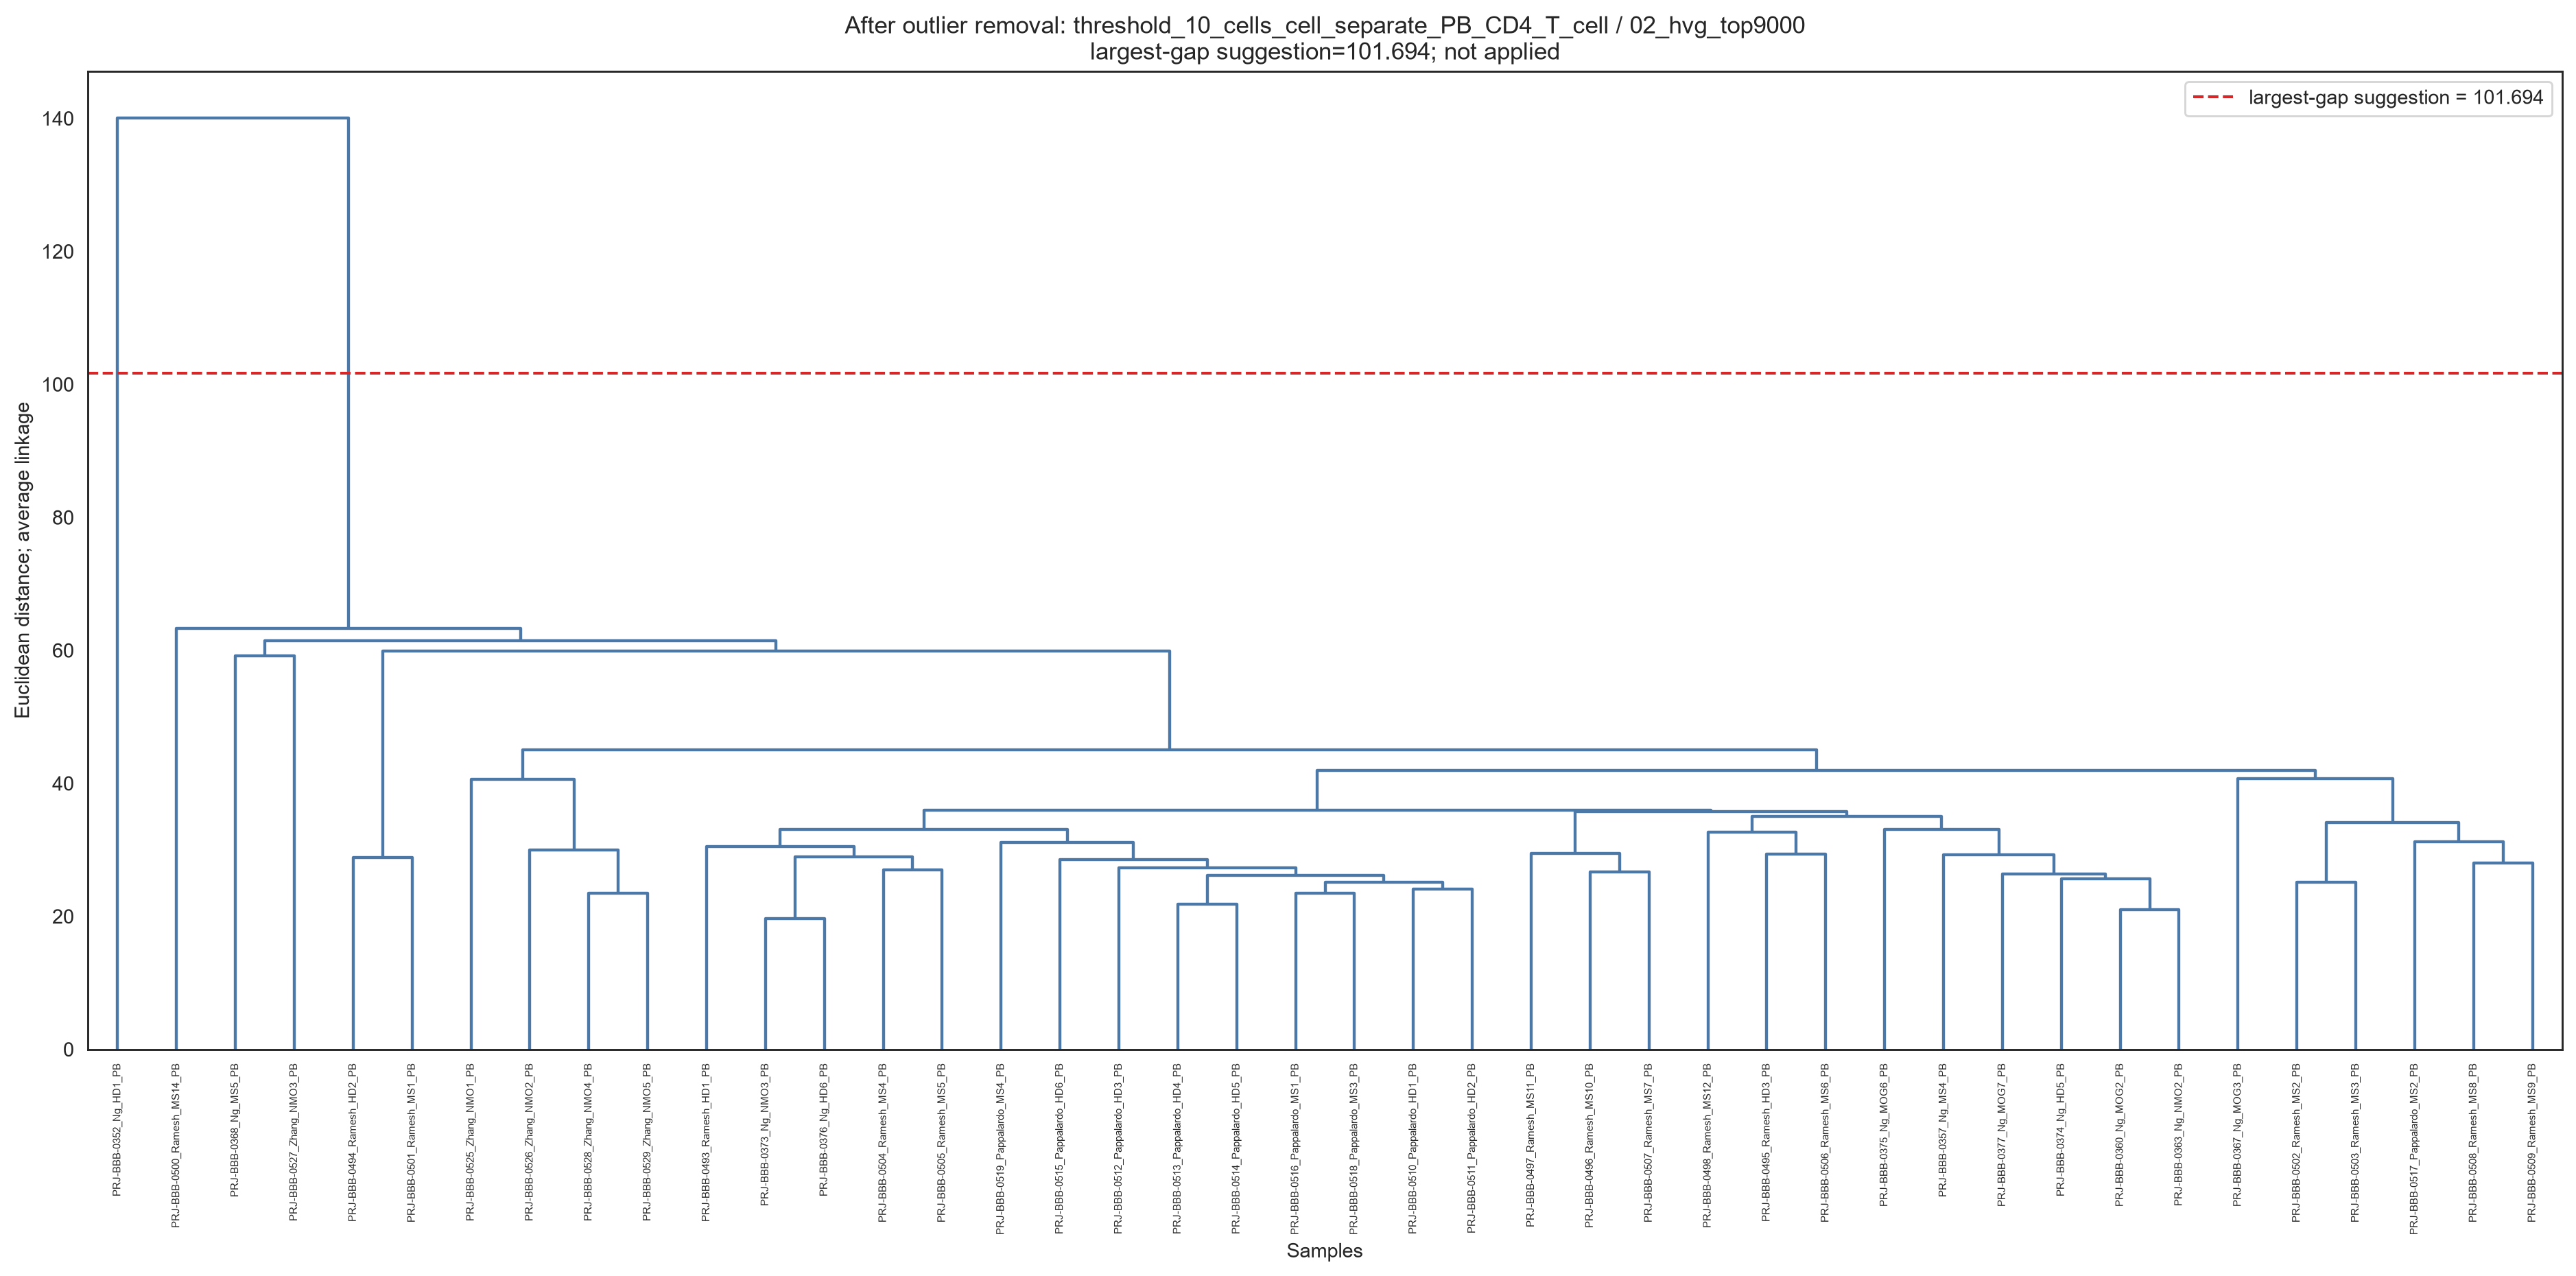 After outlier removal: threshold_10_cells_cell_separate_PB_CD4_T_cell / 02_hvg_top9000
largest-gap suggestion=101.694; not applied
largest-gap suggestion = 101.694
Euclidean distance; average linkage
140
120
100
80
60
40
20
0
PRJ-BBB-0352_Ng_HD1_PB
PRJ-BBB-0500_Ramesh_MS14_PB
PRJ-BBB-0368_Ng_MS5_PB
PRJ-BBB-0527_Zhang_NMO3_PB
PRJ-BBB-0494_Ramesh_HD2_PB
PRJ-BBB-0501_Ramesh_MS1_PB
PRJ-BBB-0525_Zhang_NMO1_PB
PRJ-BBB-0526_Zhang_NMO2_PB
PRJ-BBB-0528_Zhang_NMO4_PB
PRJ-BBB-0529_Zhang_NMO5_PB
PRJ-BBB-0493_Ramesh_HD1_PB
PRJ-BBB-0373_Ng_NMO3_PB
PRJ-BBB-0376_Ng_HD6_PB
PRJ-BBB-0504_Ramesh_MS4_PB
PRJ-BBB-0505_Ramesh_MS5_PB
PRJ-BBB-0519_Pappalardo_MS4_PB
PRJ-BBB-0515_Pappalardo_HD6_PB
PRJ-BBB-0512_Pappalardo_HD3_PB
PRJ-BBB-0513_Pappalardo_HD4_PB
PRJ-BBB-0514_Pappalardo_HD5_PB
PRJ-BBB-0516_Pappalardo_MS1_PB
PRJ-BBB-0518_Pappalardo_MS3_PB
PRJ-BBB-0510_Pappalardo_HD1_PB
PRJ-BBB-0511_Pappalardo_HD2_PB
PRJ-BBB-0497_Ramesh_MS11_PB
PRJ-BBB-0496_Ramesh_MS10_PB
PRJ-BBB-0507_Ramesh_MS7_PB
PRJ-BBB-0498_Ramesh_MS12_PB
PRJ-BBB-0495_Ramesh_HD3_PB
PRJ-BBB-0506_Ramesh_MS6_PB
PRJ-BBB-0375_Ng_MOG6_PB
PRJ-BBB-0357_Ng_MS4_PB
PRJ-BBB-0377_Ng_MOG7_PB
PRJ-BBB-0374_Ng_HD5_PB
PRJ-BBB-0360_Ng_MOG2_PB
PRJ-BBB-0363_Ng_NMO2_PB
PRJ-BBB-0367_Ng_MOG3_PB
PRJ-BBB-0502_Ramesh_MS2_PB
PRJ-BBB-0503_Ramesh_MS3_PB
PRJ-BBB-0517_Pappalardo_MS2_PB
PRJ-BBB-0508_Ramesh_MS8_PB
PRJ-BBB-0509_Ramesh_MS9_PB
Samples